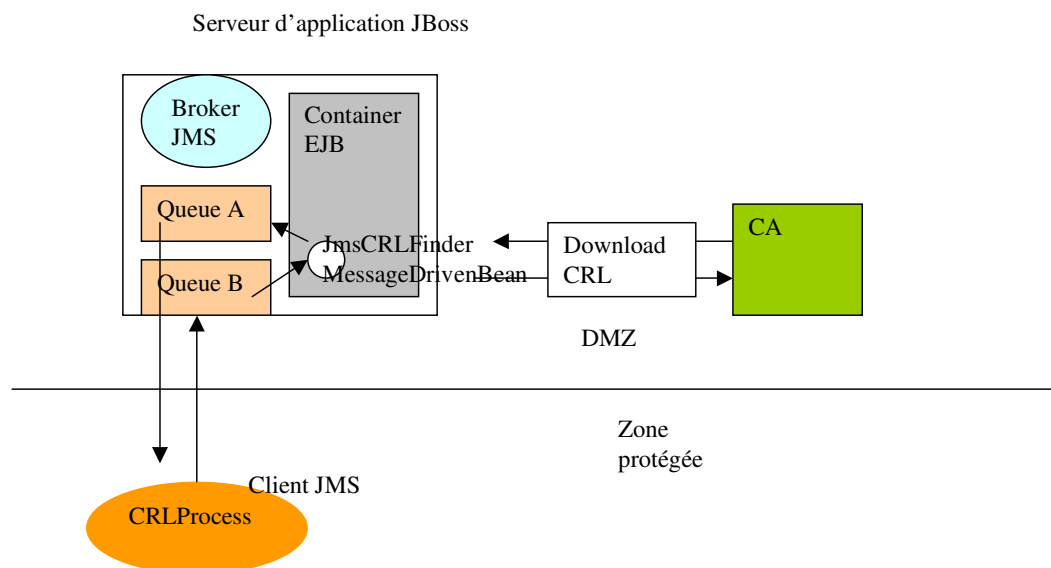 Serveur d'application JBoss
Broker
JMS
Container
EJB
Queue A
Queue B
JmsCRLFinder
MessageDrivenBean
Download
CRL
CA
DMZ
Zone
protégée
Client JMS
CRLProcess